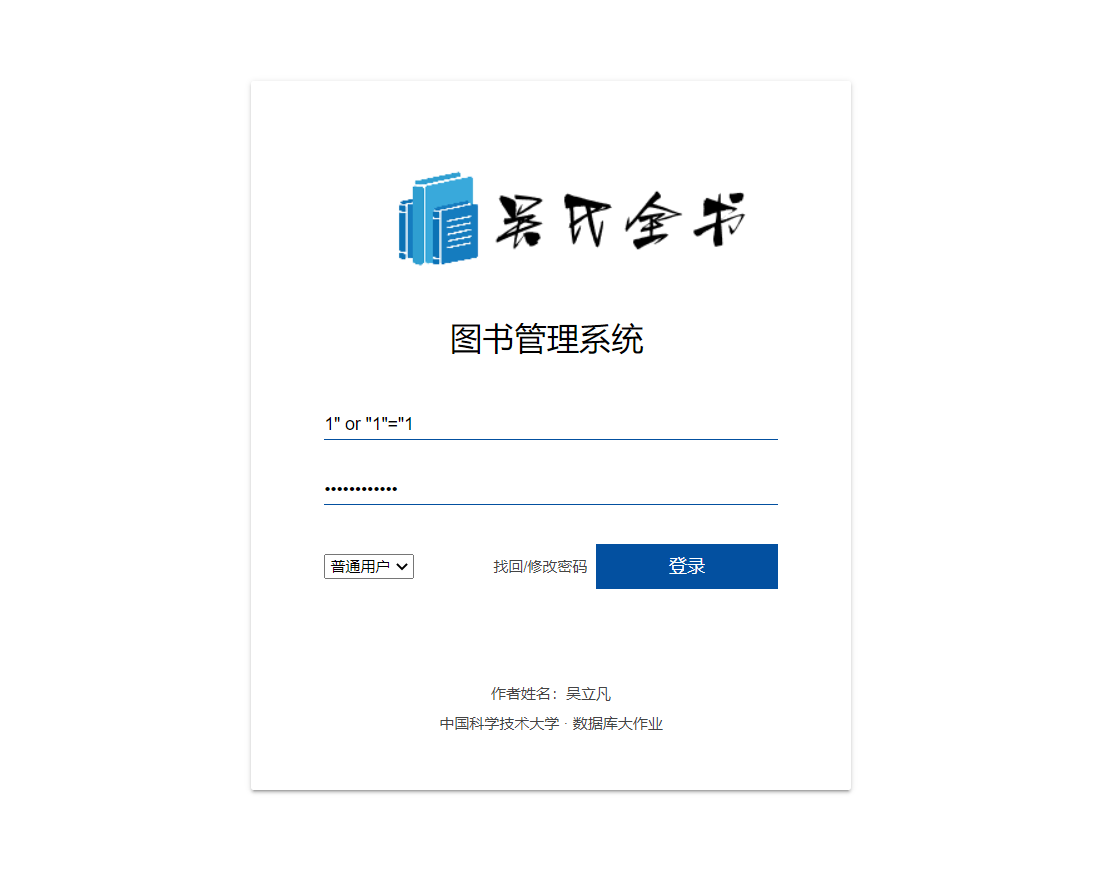 吴氏全书
图书管理系统
1" or "1"="1
••••••••••••
普通用户 找回/修改密码 登录
作者姓名：吴立凡
中国科学技术大学 · 数据库大作业